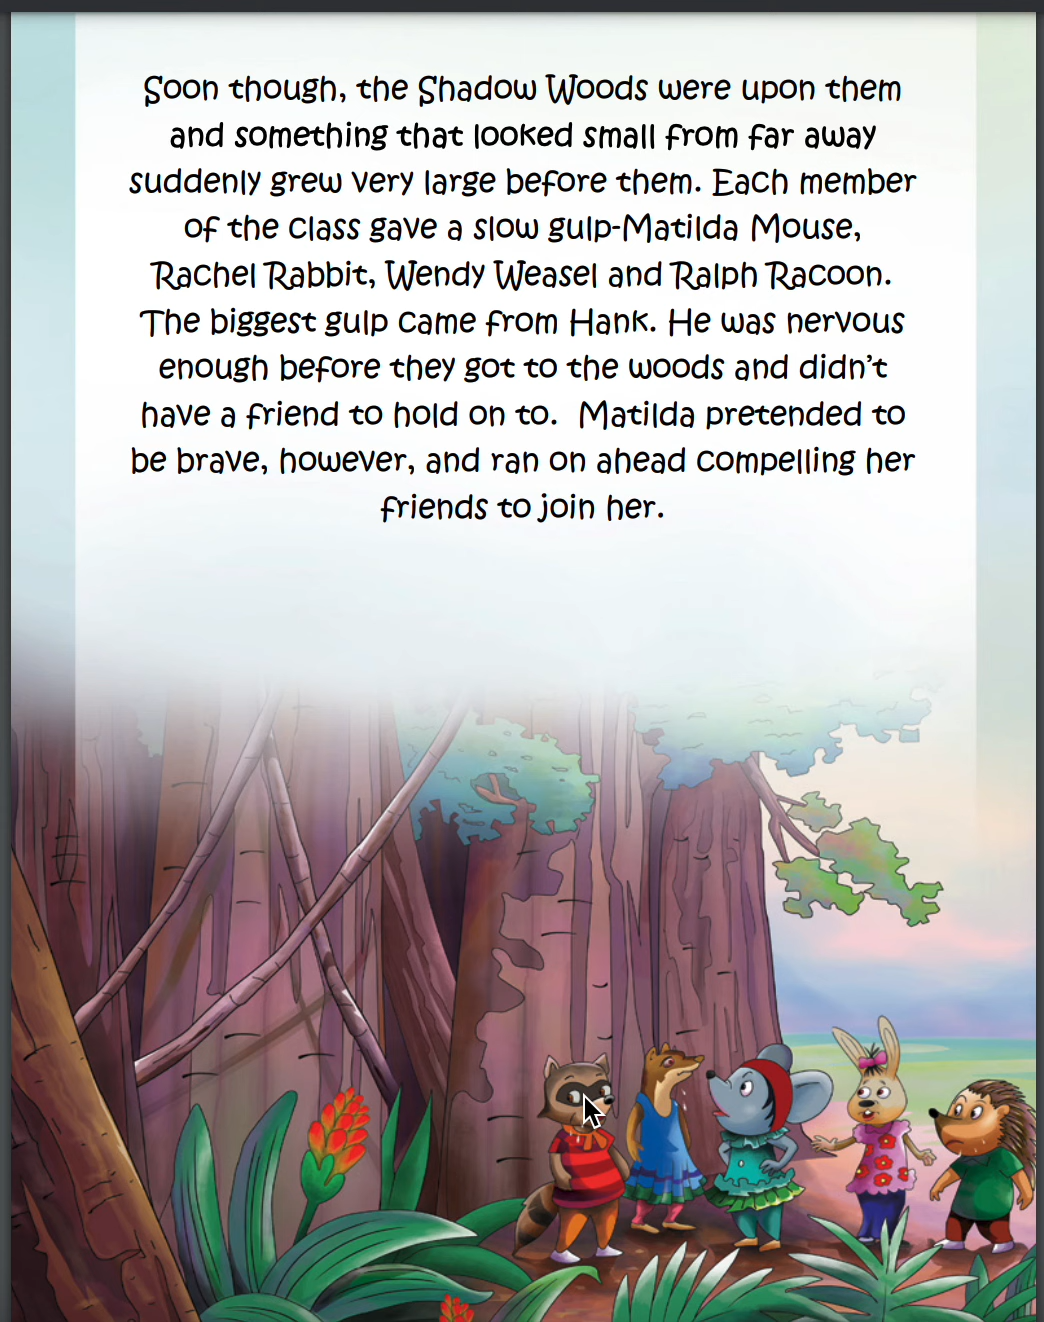 Soon though, the Shadow Woods were upon them
and something that looked small from far away
suddenly grew very large before them. Each member
of the class gave a slow gulp-Matilda Mouse,
Rachel Rabbit, Wendy Weasel and Ralph Racoon.
The biggest gulp came from Hank. He was nervous
enough before they got to the woods and didn't
have a friend to hold on to.  Matilda pretended to
be brave, however, and ran on ahead compelling her
friends to join her.